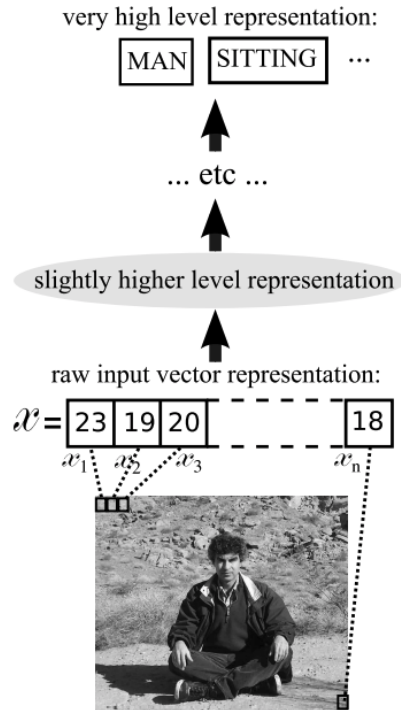 very high level representation:
MAN SITTING ...
... etc ...
slightly higher level representation
raw input vector representation:
x = 23 19 20 18
x1 x2 x3 xn